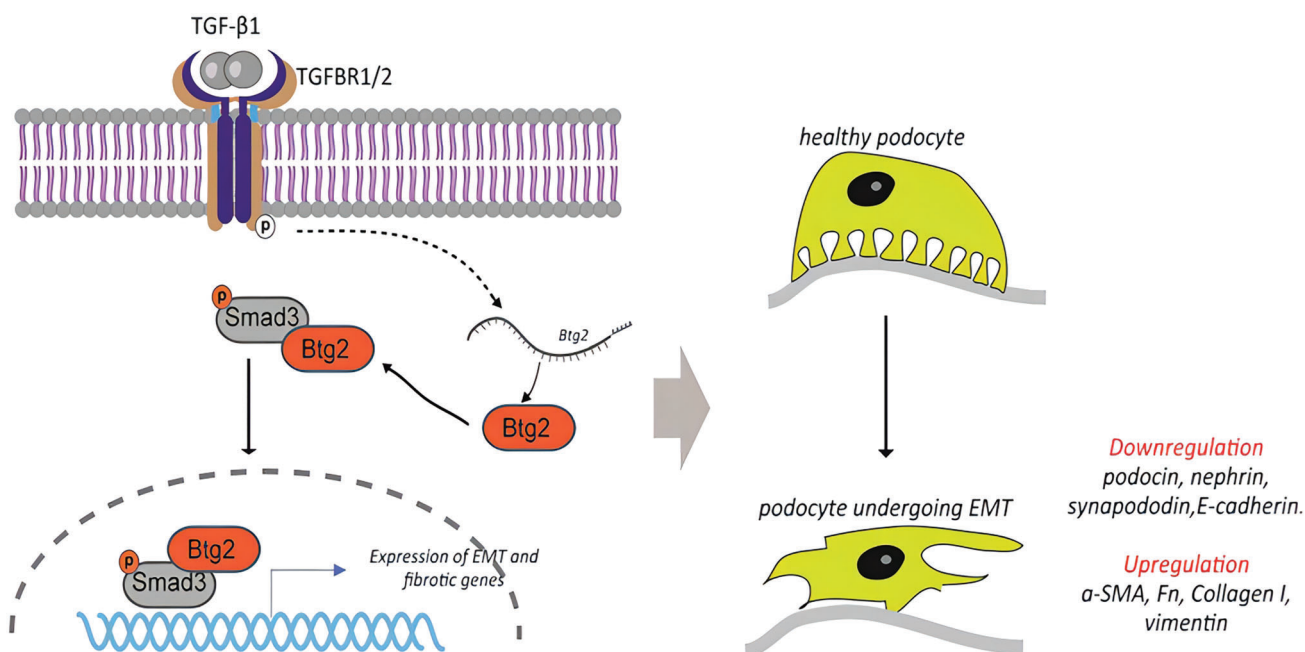 TGF-β1
TGFBR1/2
p
p
Smad3
Btg2
Btg2
Btg2
p
Smad3
Btg2
Expression of EMT and
fibrotic genes
healthy podocyte
podocyte undergoing EMT
Downregulation
podocin, nephrin,
synapododin,E-cadherin.
Upregulation
α-SMA, Fn, Collagen I,
vimentin